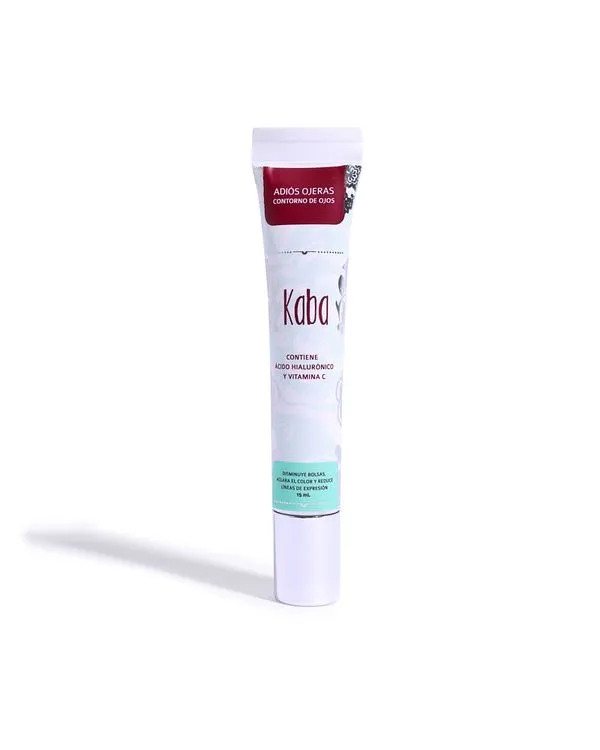 ADIÓS OJERAS
CONTORNO DE OJOS
Kaba
CONTIENE
ÁCIDO HIALURÓNICO
Y VITAMINA C
DISMINUYE BOLSAS,
ACLARA EL COLOR Y REDUCE
LÍNEAS DE EXPRESIÓN
15 mL